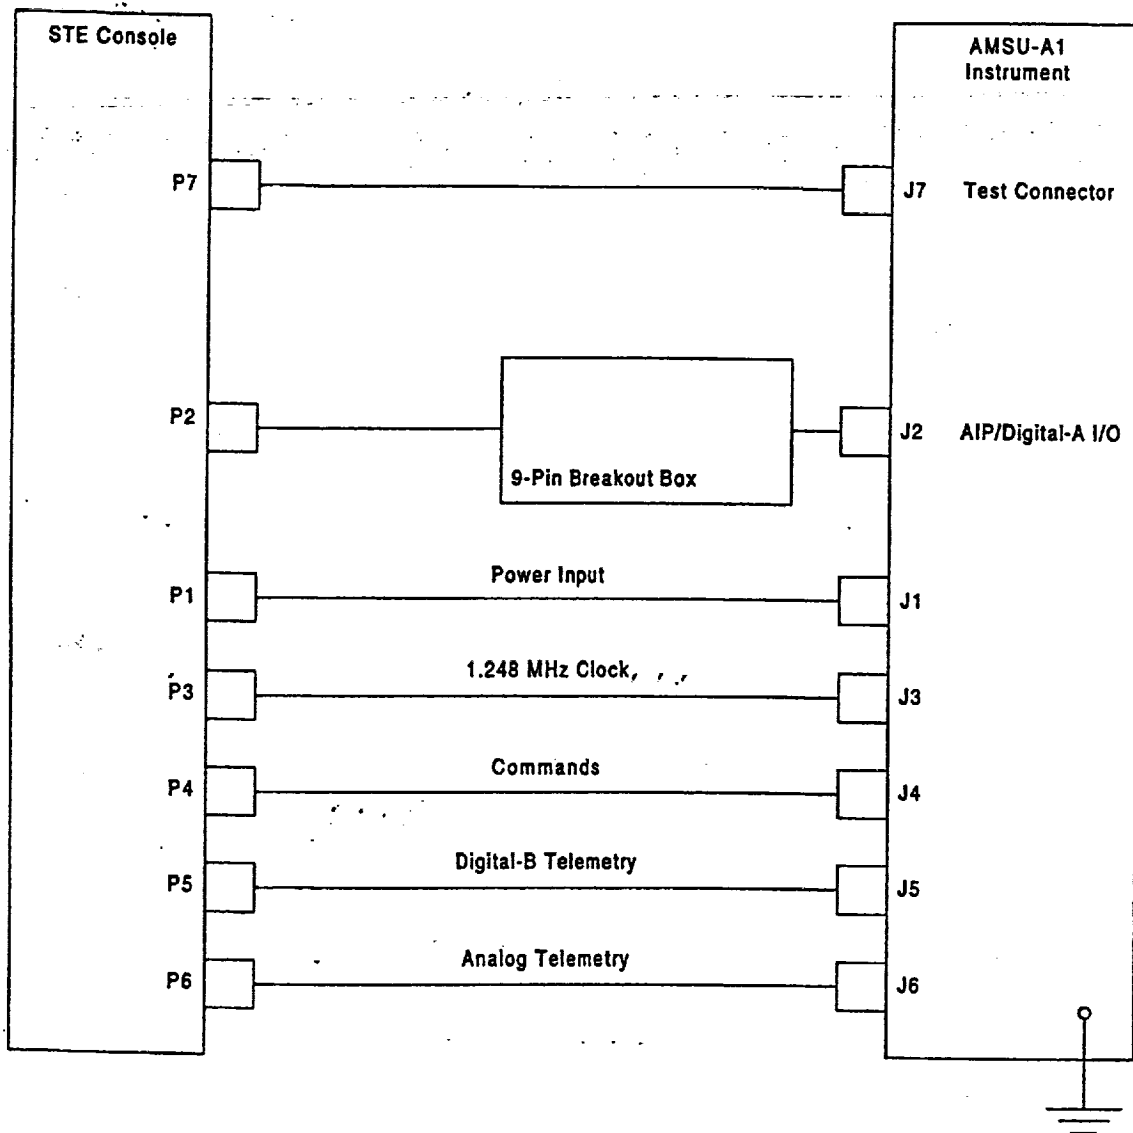 STE Console
AMSU-A1
Instrument
P7
J7 Test Connector
P2
J2 AIP/Digital-A I/O
9-Pin Breakout Box
Power Input
P1
J1
1.248 MHz Clock
P3
J3
Commands
P4
J4
Digital-B Telemetry
P5
J5
Analog Telemetry
P6
J6